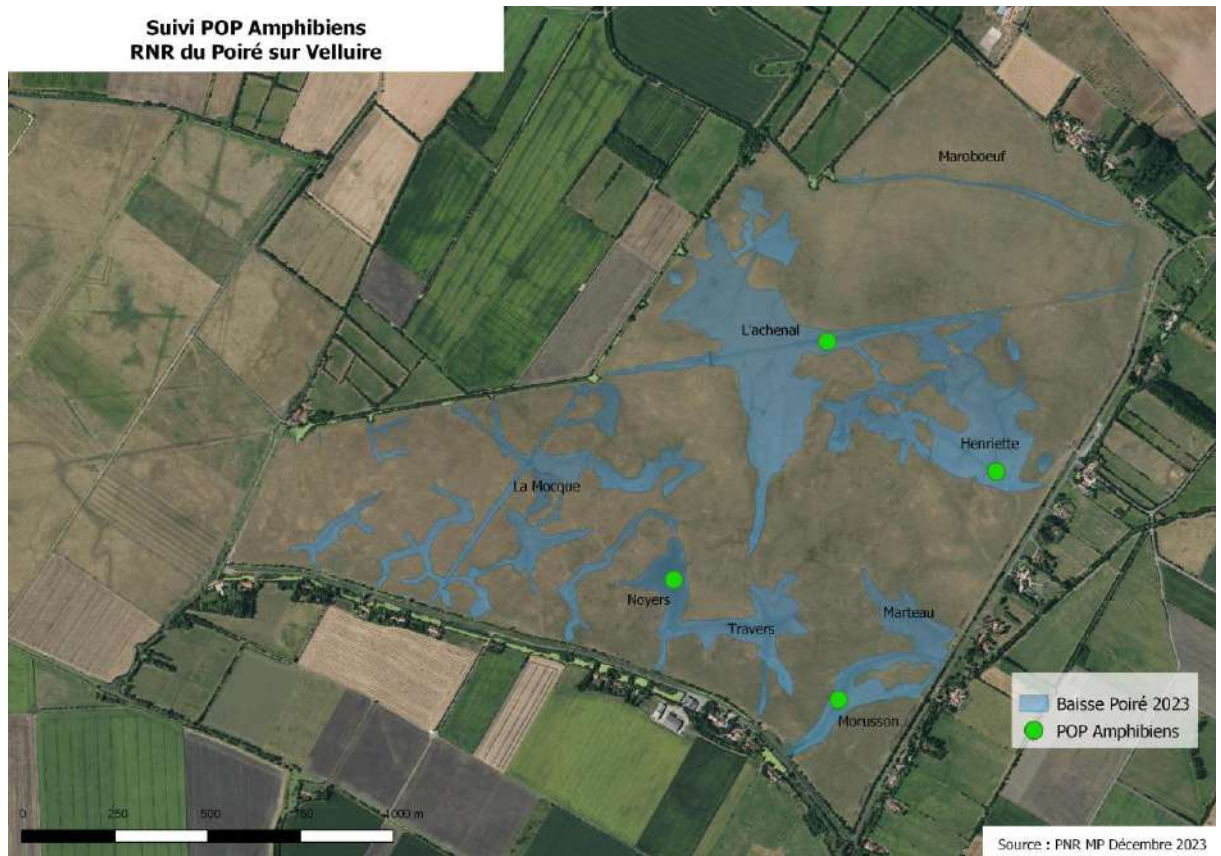 Suivi POP Amphibiens
RNR du Poiré sur Velluire
Maroboeuf
L'achenal
Henriette
La Mocque
Noyers
Travers
Marteau
Morusson
Baisse Poiré 2023
POP Amphibiens
0 250 500 750 1000 m
Source : PNR MP Décembre 2023